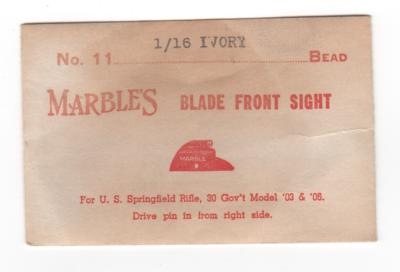 1/16 IVORY
No. 11 BEAD
MARBLE'S BLADE FRONT SIGHT
MARBLE
For U. S. Springfield Rifle, 30 Gov't Model '03 & '06.
Drive pin in from right side.